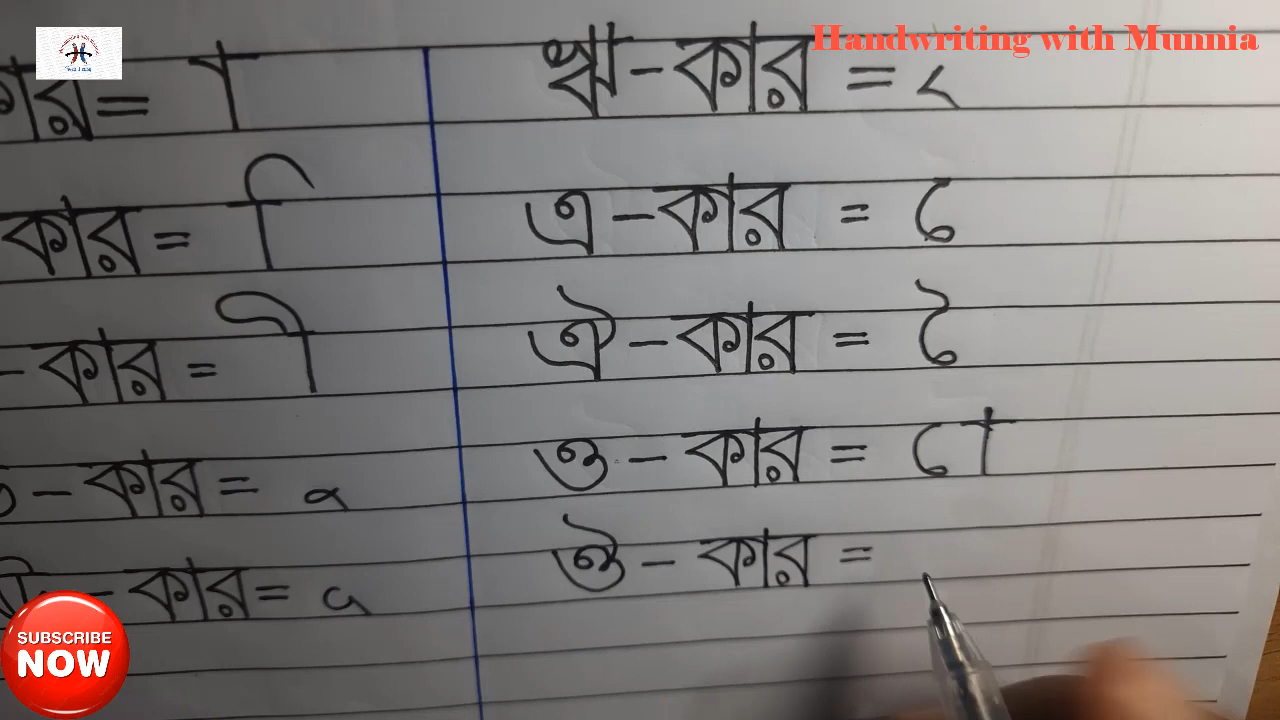 Handwriting with Munnia
কার= া
কার = ি
- কার = ী
- কার = ু
- কার = ূ
ঋ-কার = ৃ
এ-কার = ে
ঐ-কার = ৈ
ও - কার = ো
ঔ - কার =
SUBSCRIBE
NOW